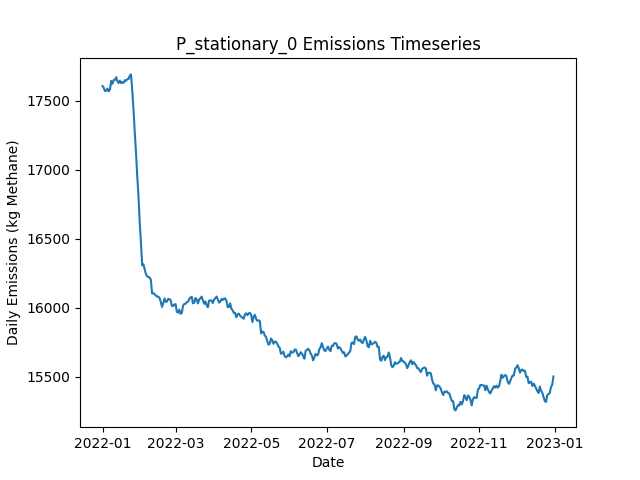 P_stationary_0 Emissions Timeseries
Daily Emissions (kg Methane)
17500
17000
16500
16000
15500
2022-01 2022-03 2022-05 2022-07 2022-09 2022-11 2023-01
Date